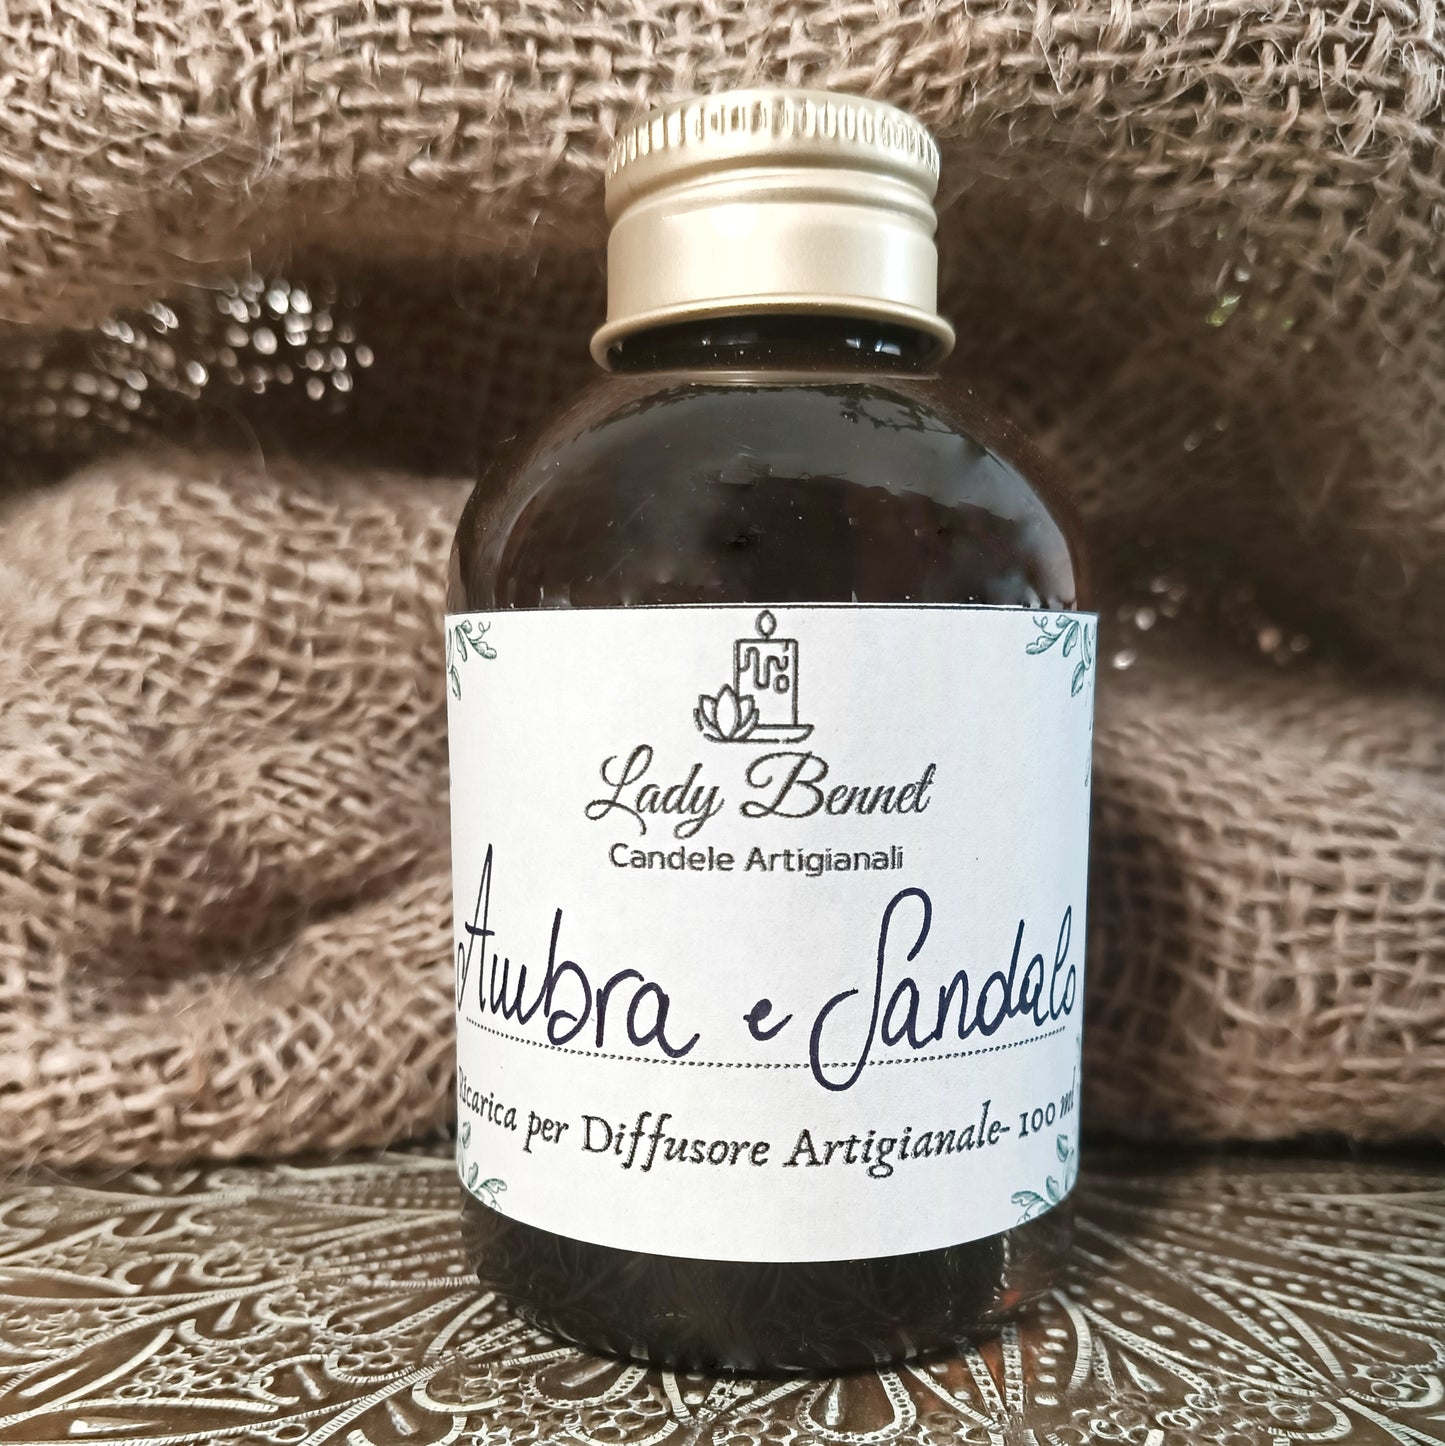 Lady Bennet
Candele Artigianali
Ambra e Sandalo
Ricarica per Diffusore Artigianale- 100 ml